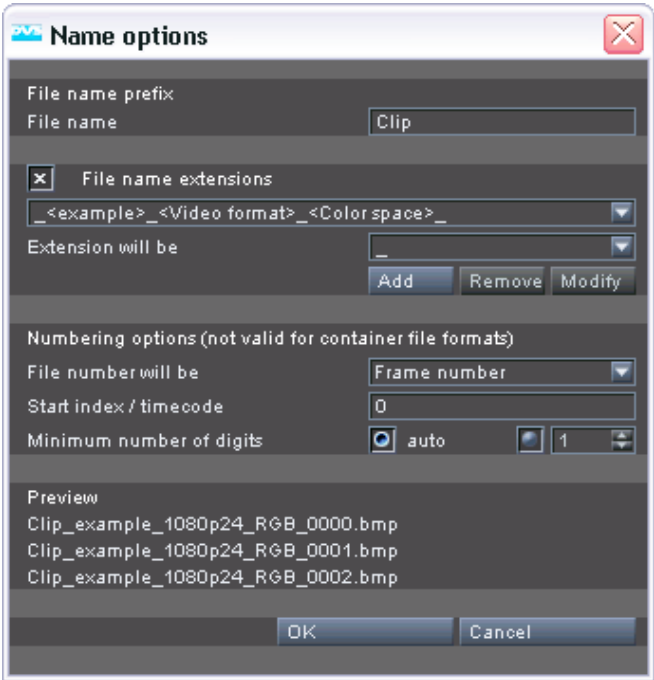 DVS
Name options
File name prefix
File name Clip
File name extensions
_<example>_<Video format>_<Color space>_
Extension will be _
Add Remove Modify
Numbering options (not valid for container file formats)
File number will be Frame number
Start index / timecode 0
Minimum number of digits auto 1
Preview
Clip_example_1080p24_RGB_0000.bmp
Clip_example_1080p24_RGB_0001.bmp
Clip_example_1080p24_RGB_0002.bmp
OK Cancel